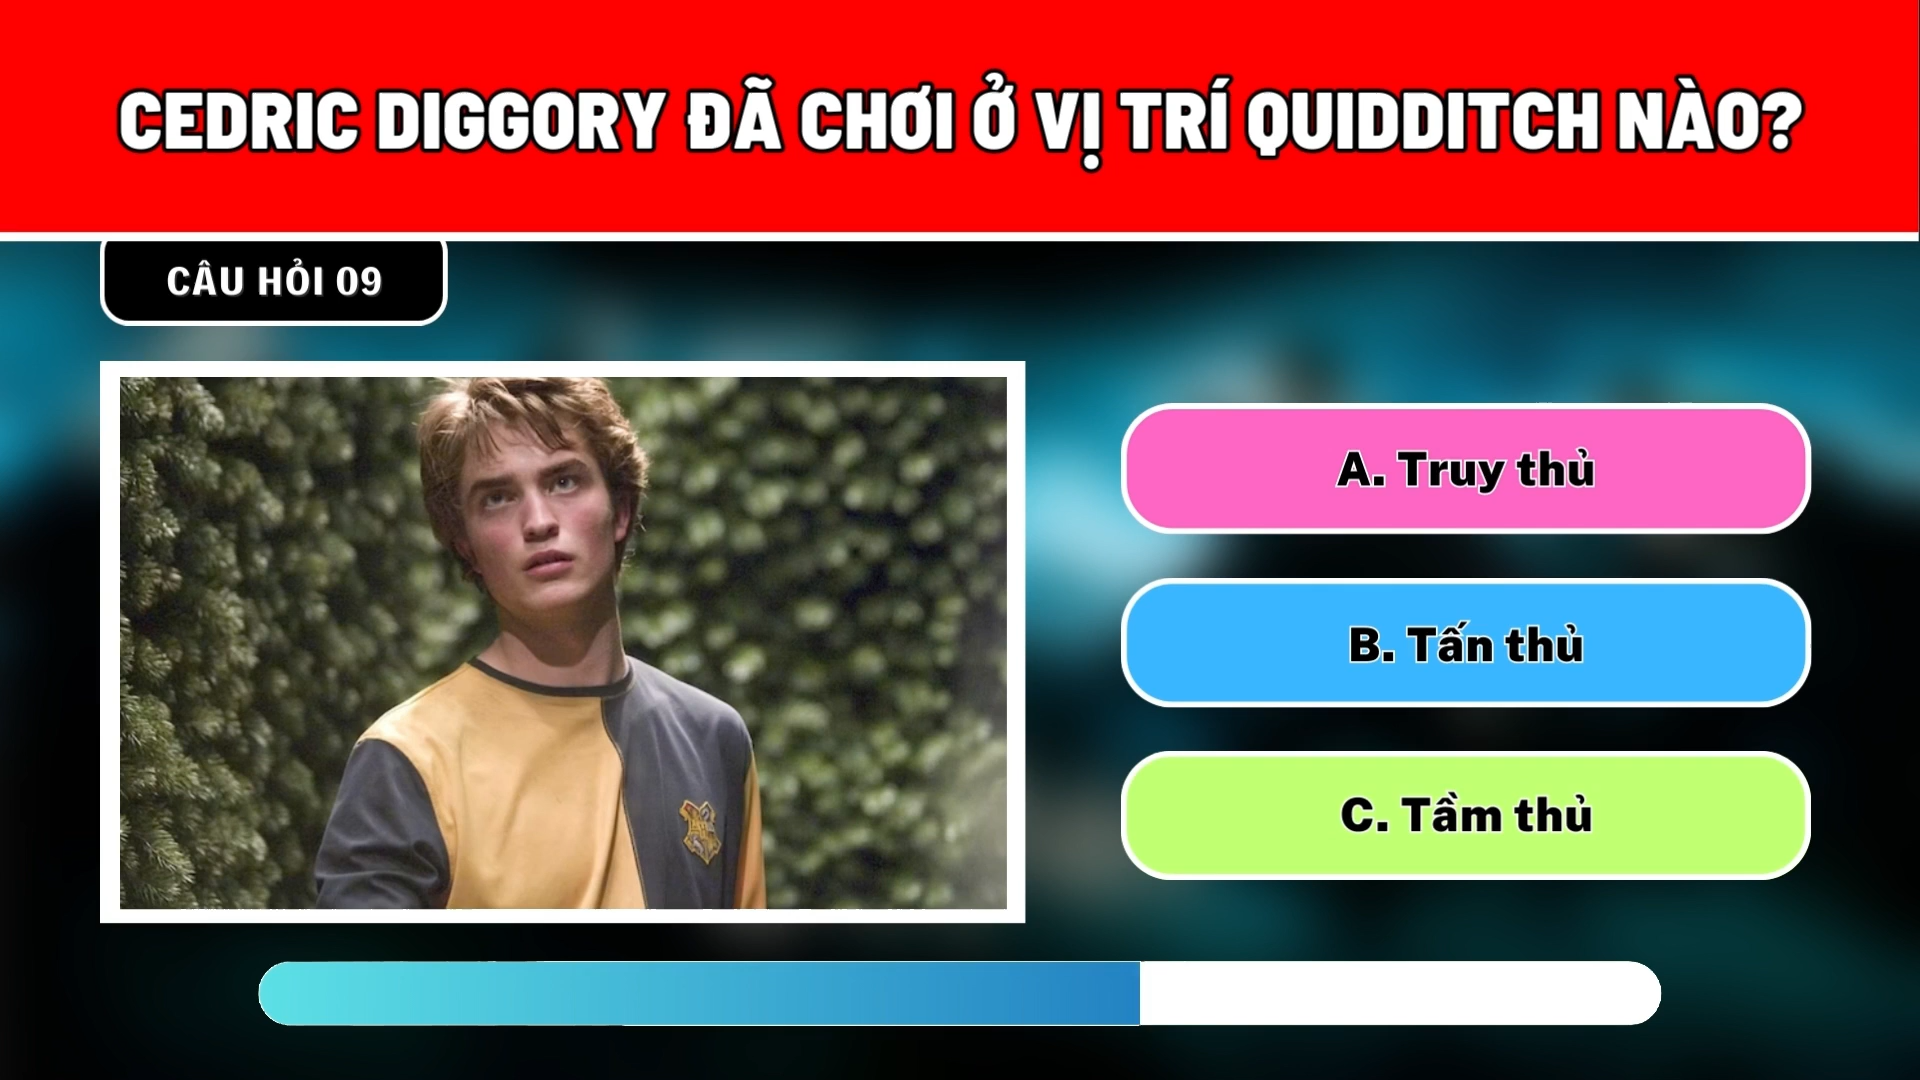 CEDRIC DIGGORY ĐÃ CHƠI Ở VỊ TRÍ QUIDDITCH NÀO?
CÂU HỎI 09
A. Truy thủ
B. Tấn thủ
C. Tầm thủ